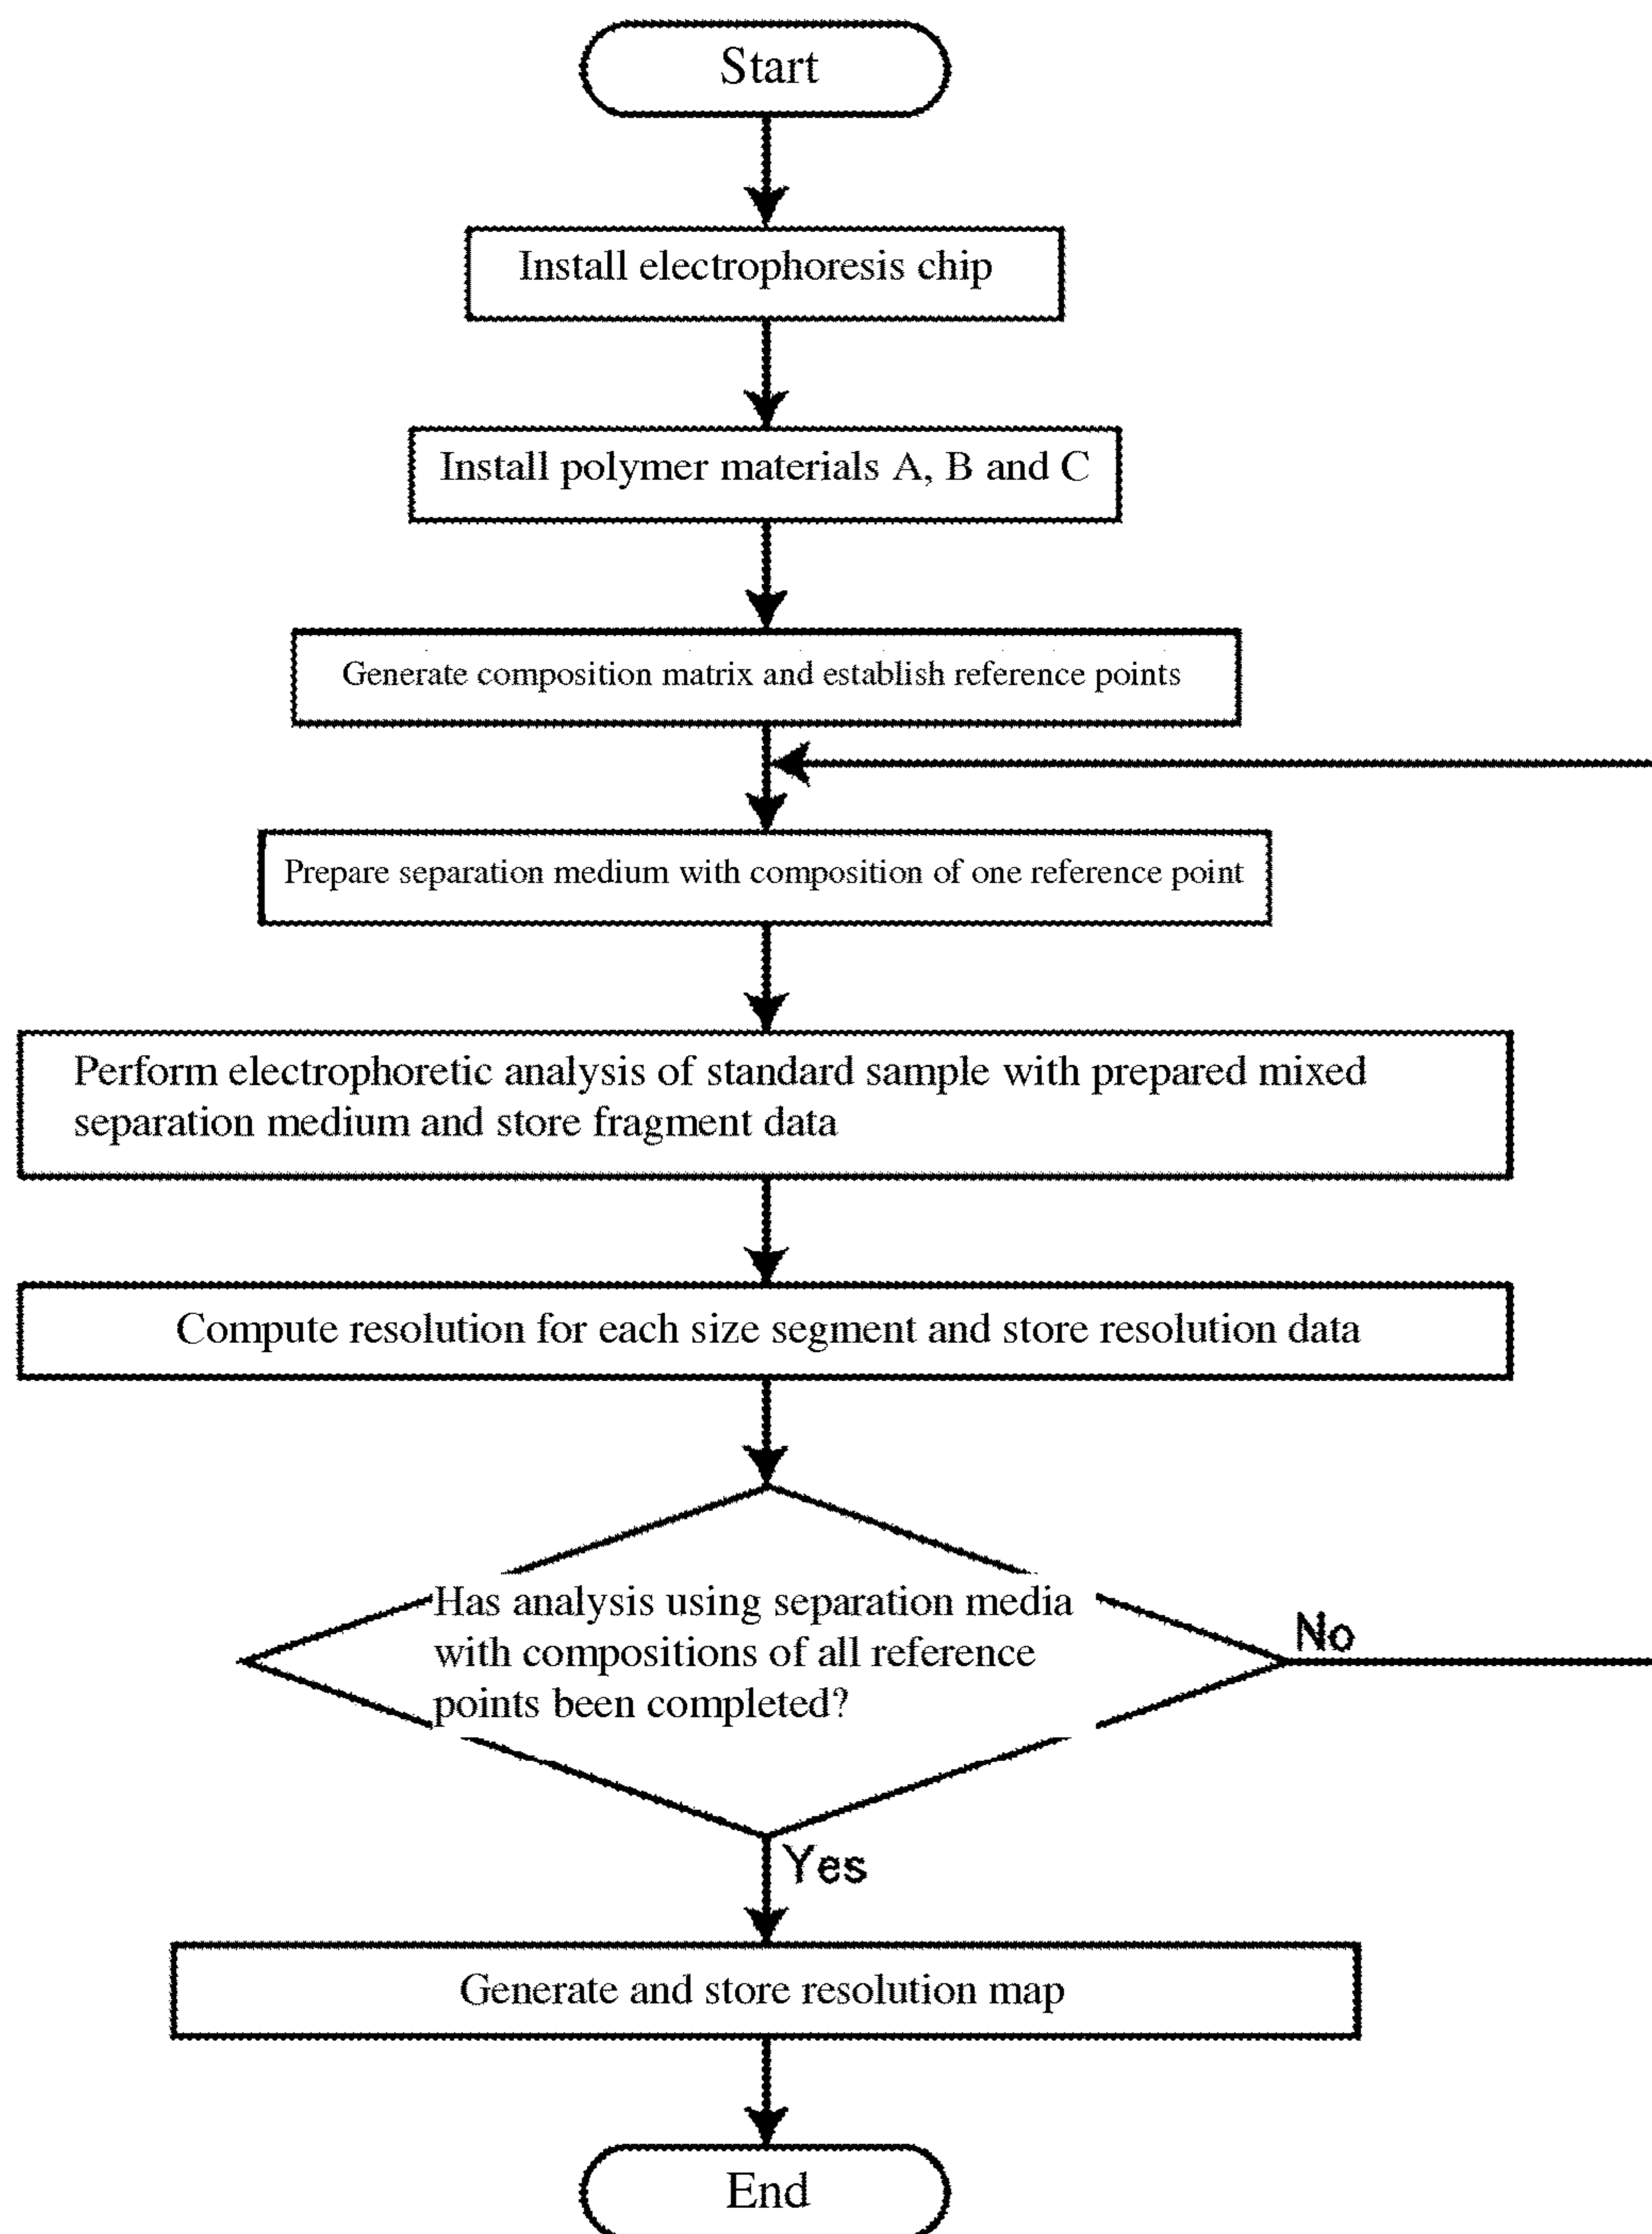 Start
Install electrophoresis chip
Install polymer materials A, B and C
Generate composition matrix and establish reference points
Prepare separation medium with composition of one reference point
Perform electrophoretic analysis of standard sample with prepared mixed
separation medium and store fragment data
Compute resolution for each size segment and store resolution data
Has analysis using separation media
with compositions of all reference
points been completed?
No
Yes
Generate and store resolution map
End